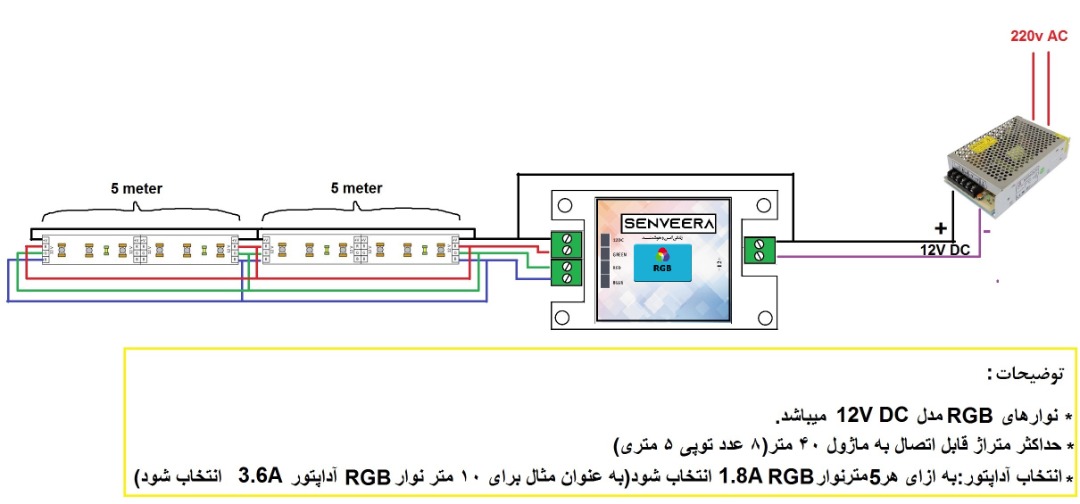 220v AC
5 meter
5 meter
SENVEERA
12DC
GREEN
RED
BLUE
RGB
+
-
12V DC
توضیحات :
* نوارهای RGB مدل 12V DC میباشد.
* حداکثر متراژ قابل اتصال به ماژول ۴۰ متر(۸ عدد توپی ۵ متری)
* انتخاب آداپتور:به ازای هر5مترنوار RGB 1.8A انتخاب شود(به عنوان مثال برای ۱۰ متر نوار RGB آداپتور 3.6A انتخاب شود)